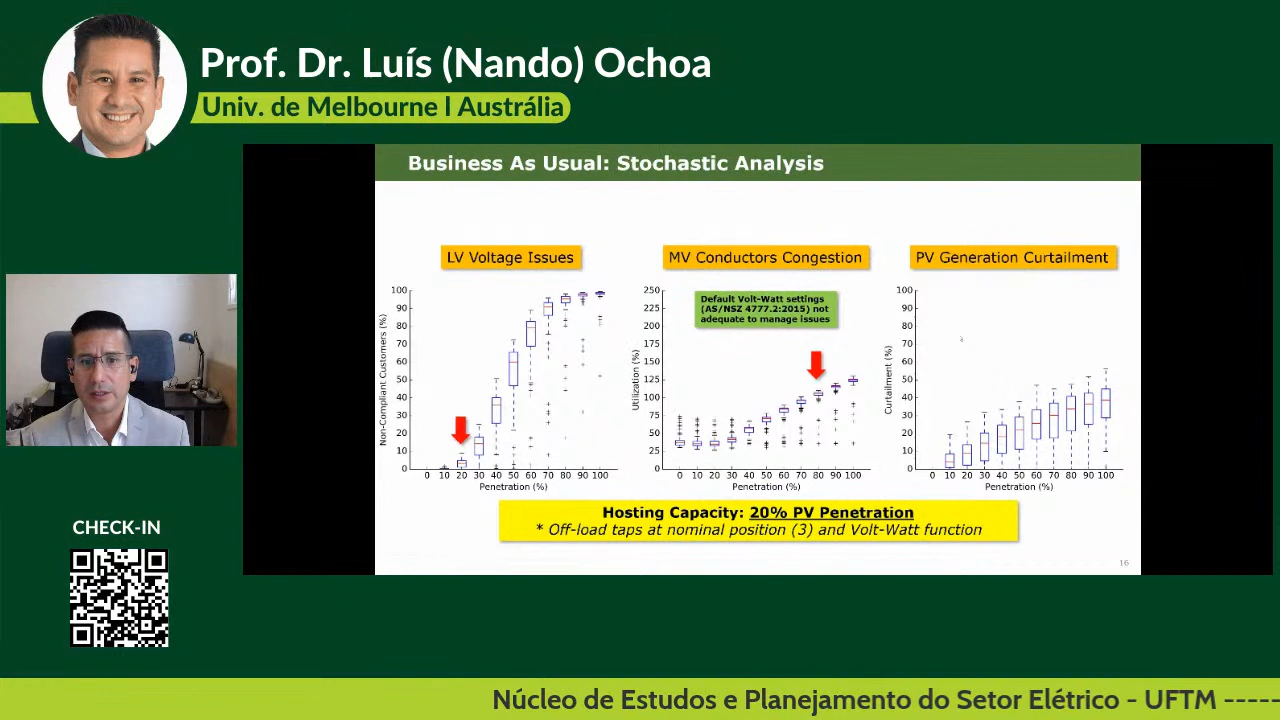 Prof. Dr. Luís (Nando) Ochoa
Univ. de Melbourne l Austrália
Business As Usual: Stochastic Analysis
LV Voltage Issues
MV Conductors Congestion
PV Generation Curtailment
100
90
80
70
60
50
40
30
20
10
0
Non-Compliant Customers (%)
0 10 20 30 40 50 60 70 80 90 100
Penetration (%)
Default Volt-Watt settings
(AS/NSZ 4777.2:2015) not
adequate to manage issues
250
225
200
175
150
125
100
75
50
25
0
Utilization (%)
0 10 20 30 40 50 60 70 80 90 100
Penetration (%)
100
90
80
70
60
50
40
30
20
10
0
Curtailment (%)
0 10 20 30 40 50 60 70 80 90 100
Penetration (%)
Hosting Capacity: 20% PV Penetration
* Off-load taps at nominal position (3) and Volt-Watt function
16
CHECK-IN
Núcleo de Estudos e Planejamento do Setor Elétrico - UFTM -----